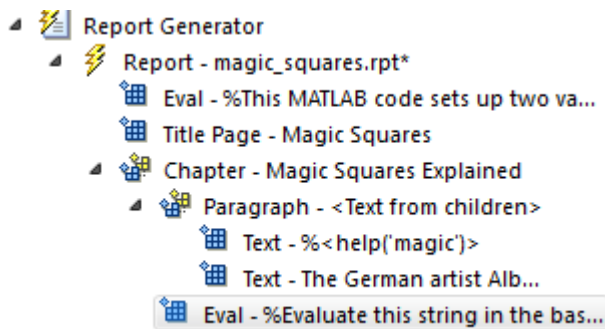 Report Generator
Report - magic_squares.rpt*
Eval - %This MATLAB code sets up two va...
Title Page - Magic Squares
Chapter - Magic Squares Explained
Paragraph - <Text from children>
Text - %<help('magic')>
Text - The German artist Alb...
Eval - %Evaluate this string in the bas...